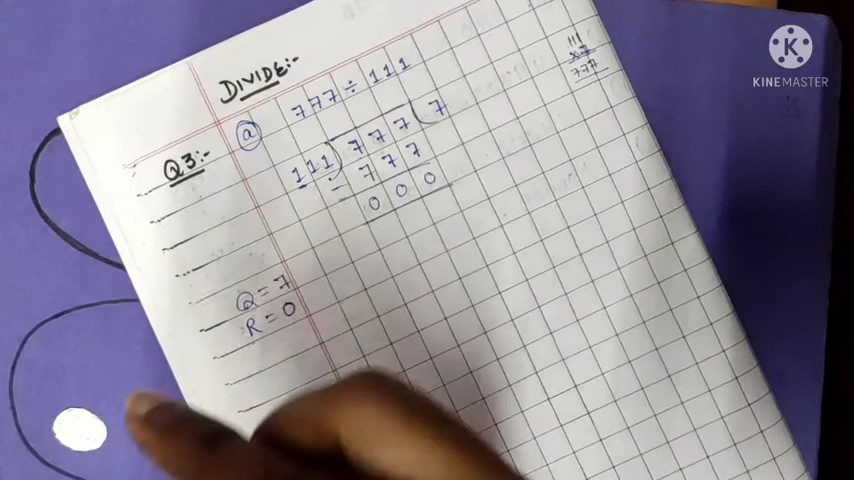 DIVIDE:-
Q3:-
a 777 ÷ 111
111) 777 (7
- 777
000
Q = 7
R = 0
111
×7
777
K
KINEMASTER